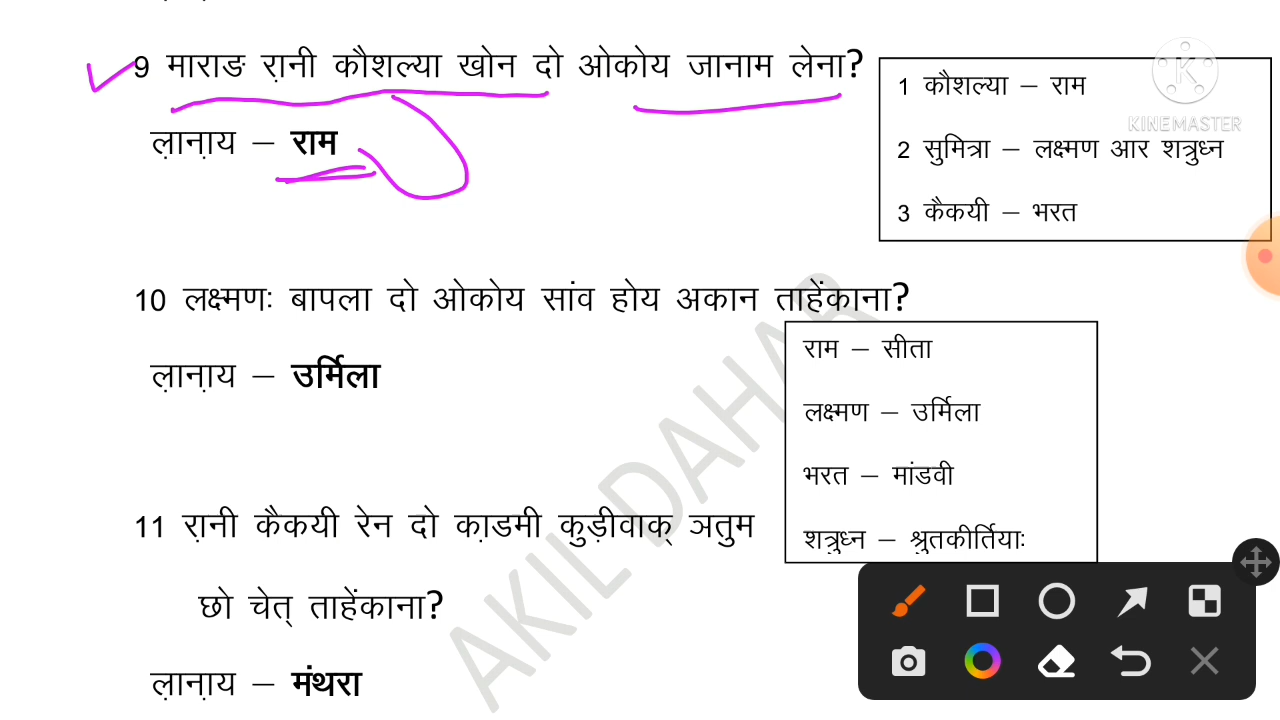 9 माराङ रा़नी कौशल्या खोन दो ओकोय जानाम लेना?
ला़ना़य – राम
1 कौशल्या – राम
2 सुमित्रा – लक्ष्मण आर शत्रुध्न
3 कैकयी – भरत
KINEMASTER
10 लक्ष्मणः बापला दो ओकोय सांव होय अकान ताहेंकाना?
ला़ना़य – उर्मिला
राम – सीता
लक्ष्मण – उर्मिला
भरत – मांडवी
शत्रुध्न – श्रुतकीर्तियाः
11 रा़नी कैकयी रेन दो का़डमी कुड़ीवाक् ञतुम
छो चेत् ताहेंकाना?
ला़ना़य – मंथरा
AKIL DAHAR